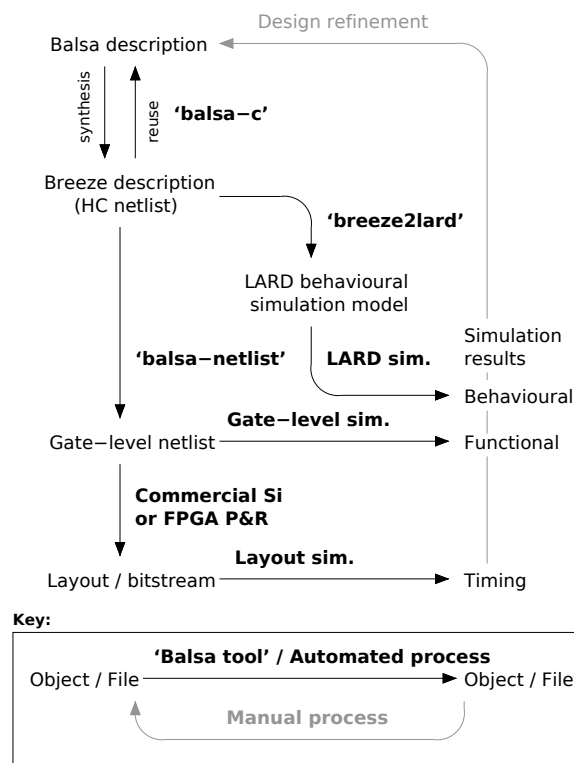 Design refinement
Balsa description
synthesis
reuse
‘balsa−c’
Breeze description
(HC netlist)
‘breeze2lard’
LARD behavioural
simulation model
Simulation
results
‘balsa−netlist’
LARD sim.
Behavioural
Gate−level sim.
Gate−level netlist
Functional
Commercial Si
or FPGA P&R
Layout sim.
Layout / bitstream
Timing
Key:
‘Balsa tool’ / Automated process
Object / File
Object / File
Manual process